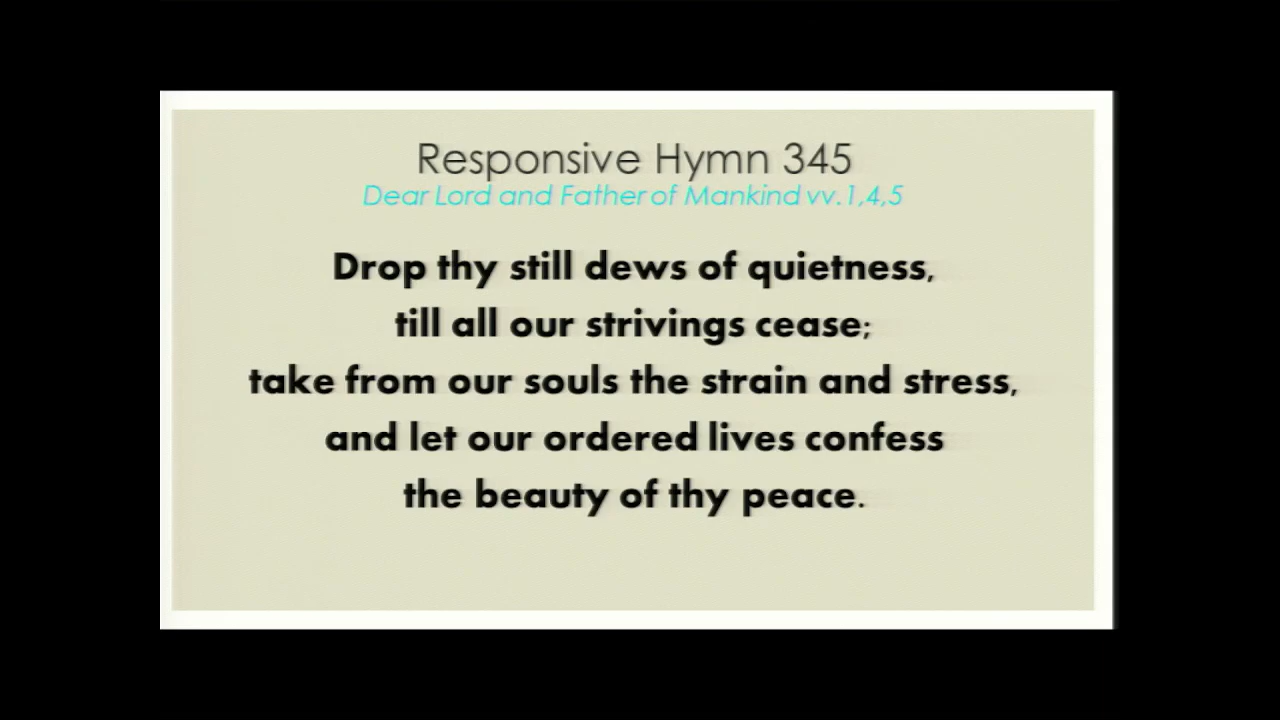 Responsive Hymn 345
Dear Lord and Father of Mankind vv.1,4,5
Drop thy still dews of quietness,
till all our strivings cease;
take from our souls the strain and stress,
and let our ordered lives confess
the beauty of thy peace.